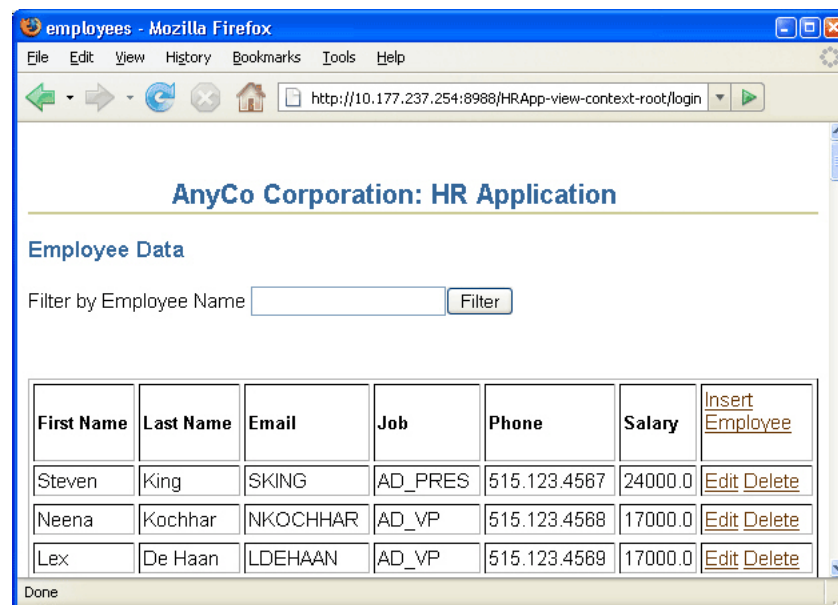 employees - Mozilla Firefox
File Edit View History Bookmarks Tools Help
http://10.177.237.254:8988/HRApp-view-context-root/login
AnyCo Corporation: HR Application
Employee Data
Filter by Employee Name Filter
First Name Last Name Email Job Phone Salary Insert Employee
Steven King SKING AD_PRES 515.123.4567 24000.0 Edit Delete
Neena Kochhar NKOCHHAR AD_VP 515.123.4568 17000.0 Edit Delete
Lex De Haan LDEHAAN AD_VP 515.123.4569 17000.0 Edit Delete
Done